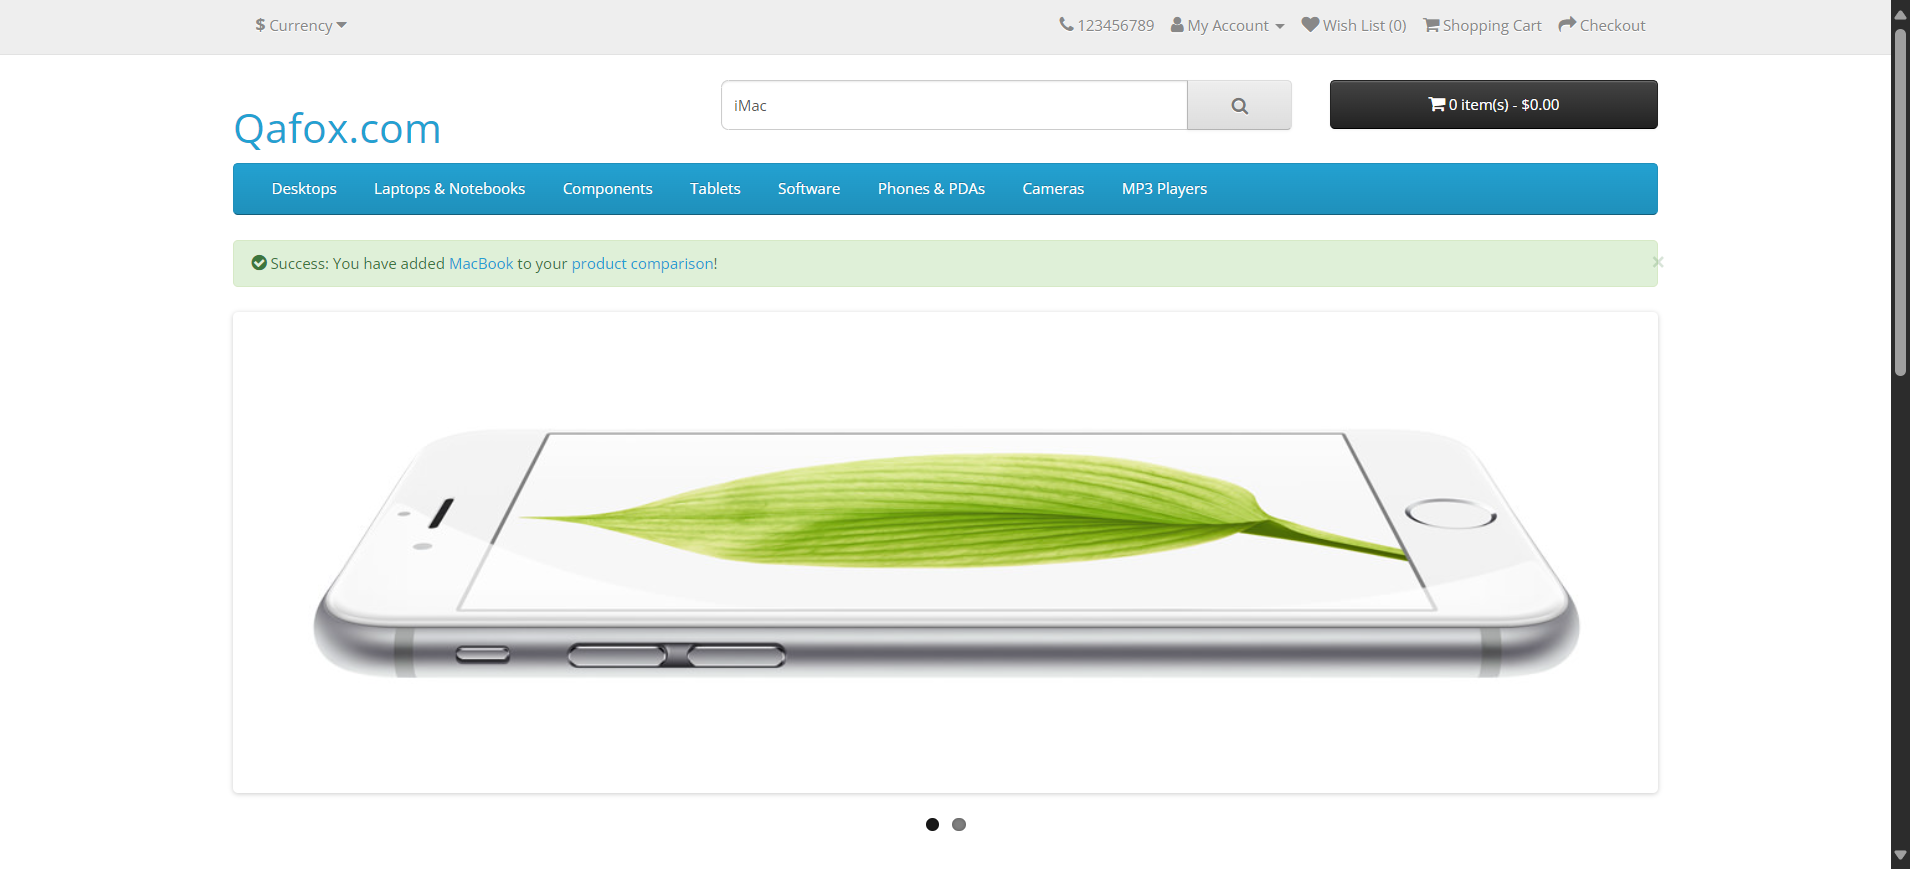 $ Currency
123456789 My Account Wish List (0) Shopping Cart Checkout
Qafox.com
iMac
0 item(s) - $0.00
Desktops Laptops & Notebooks Components Tablets Software Phones & PDAs Cameras MP3 Players
Success: You have added MacBook to your product comparison!
×